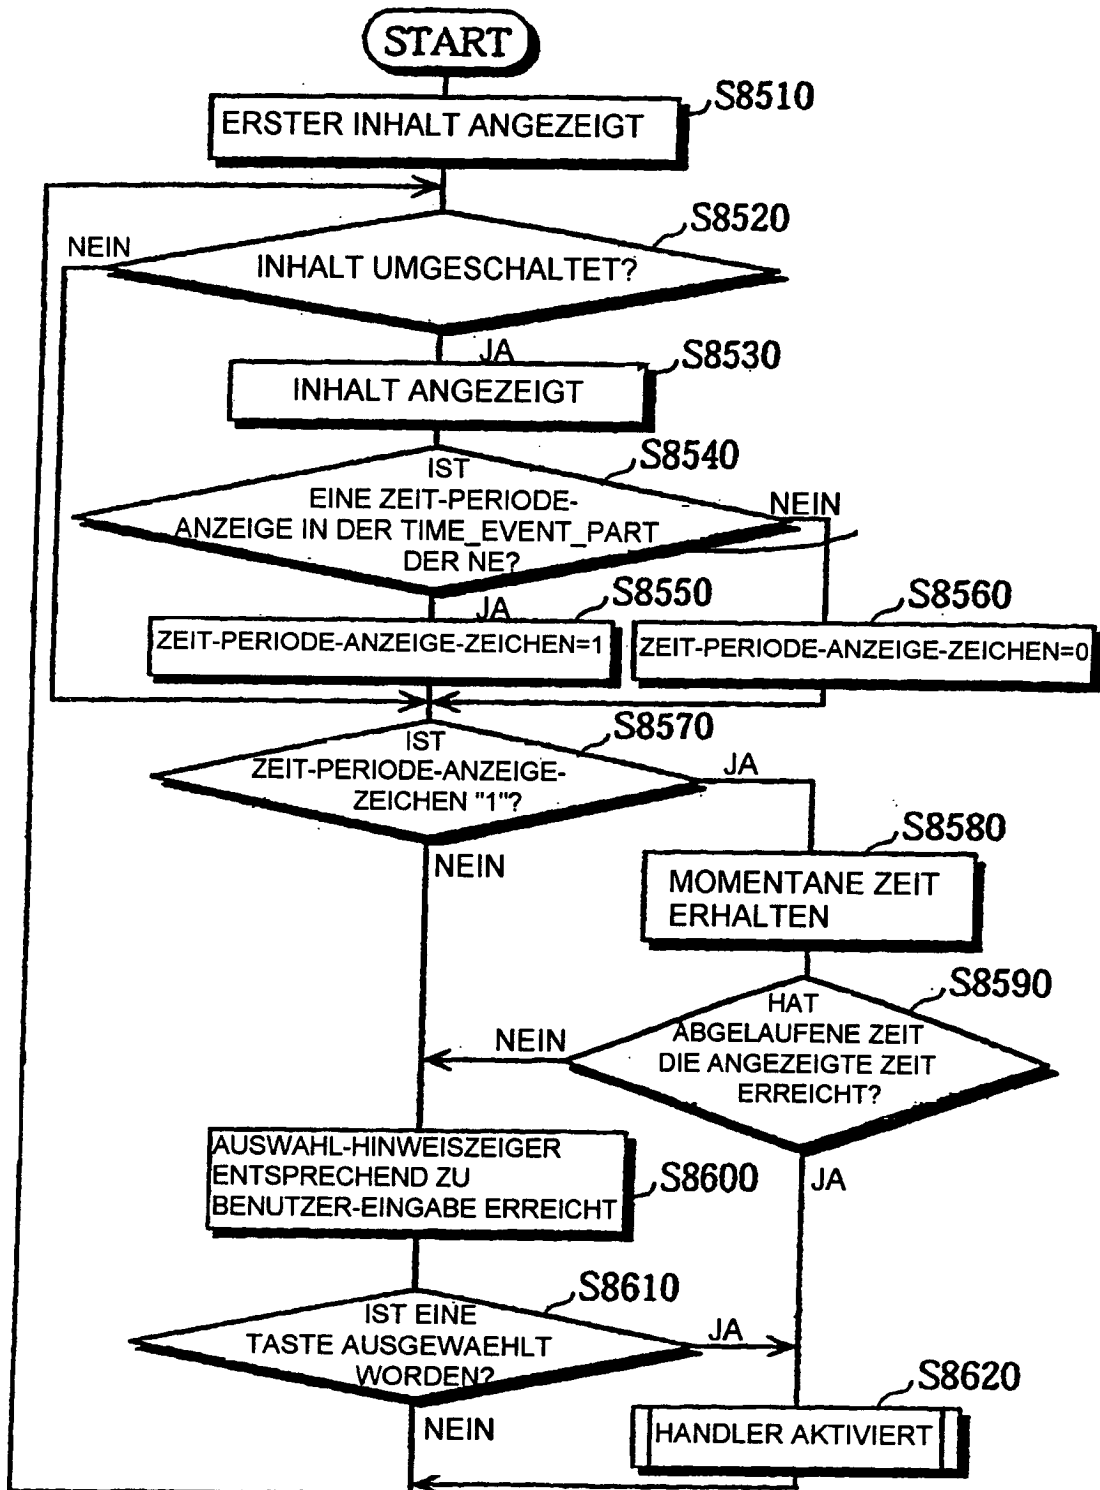 START
S8510
ERSTER INHALT ANGEZEIGT
S8520
NEIN
INHALT UMGESCHALTET?
JA
S8530
INHALT ANGEZEIGT
S8540
IST
EINE ZEIT-PERIODE-
ANZEIGE IN DER TIME_EVENT_PART
DER NE?
NEIN
JA
S8550
S8560
ZEIT-PERIODE-ANZEIGE-ZEICHEN=1
ZEIT-PERIODE-ANZEIGE-ZEICHEN=0
S8570
IST
ZEIT-PERIODE-ANZEIGE-
ZEICHEN "1"?
JA
NEIN
S8580
MOMENTANE ZEIT
ERHALTEN
S8590
HAT
ABGELAUFENE ZEIT
DIE ANGEZEIGTE ZEIT
ERREICHT?
NEIN
JA
AUSWAHL-HINWEISZEIGER
ENTSPRECHEND ZU
BENUTZER-EINGABE ERREICHT
S8600
S8610
IST EINE
TASTE AUSGEWAEHLT
WORDEN?
JA
NEIN
S8620
HANDLER AKTIVIERT